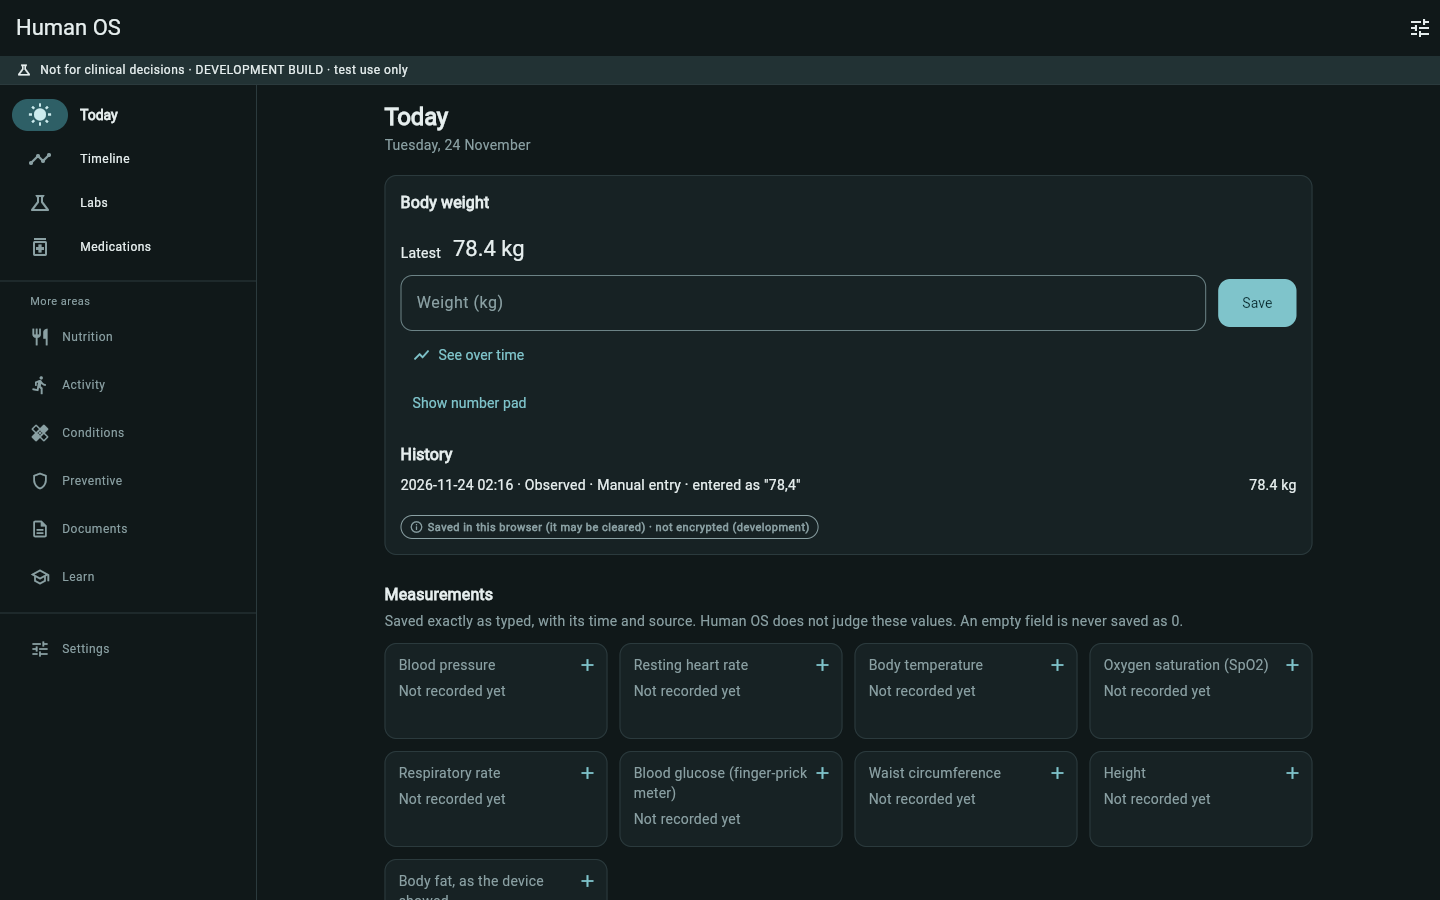 Human OS
Not for clinical decisions · DEVELOPMENT BUILD · test use only
Today
Timeline
Labs
Medications
More areas
Nutrition
Activity
Conditions
Preventive
Documents
Learn
Settings
Today
Tuesday, 24 November
Body weight
Latest 78.4 kg
Weight (kg)
Save
See over time
Show number pad
History
2026-11-24 02:16 · Observed · Manual entry · entered as "78,4" 78.4 kg
Saved in this browser (it may be cleared) · not encrypted (development)
Measurements
Saved exactly as typed, with its time and source. Human OS does not judge these values. An empty field is never saved as 0.
Blood pressure
Not recorded yet
Resting heart rate
Not recorded yet
Body temperature
Not recorded yet
Oxygen saturation (SpO2)
Not recorded yet
Respiratory rate
Not recorded yet
Blood glucose (finger-prick
meter)
Not recorded yet
Waist circumference
Not recorded yet
Height
Not recorded yet
Body fat, as the device
showed